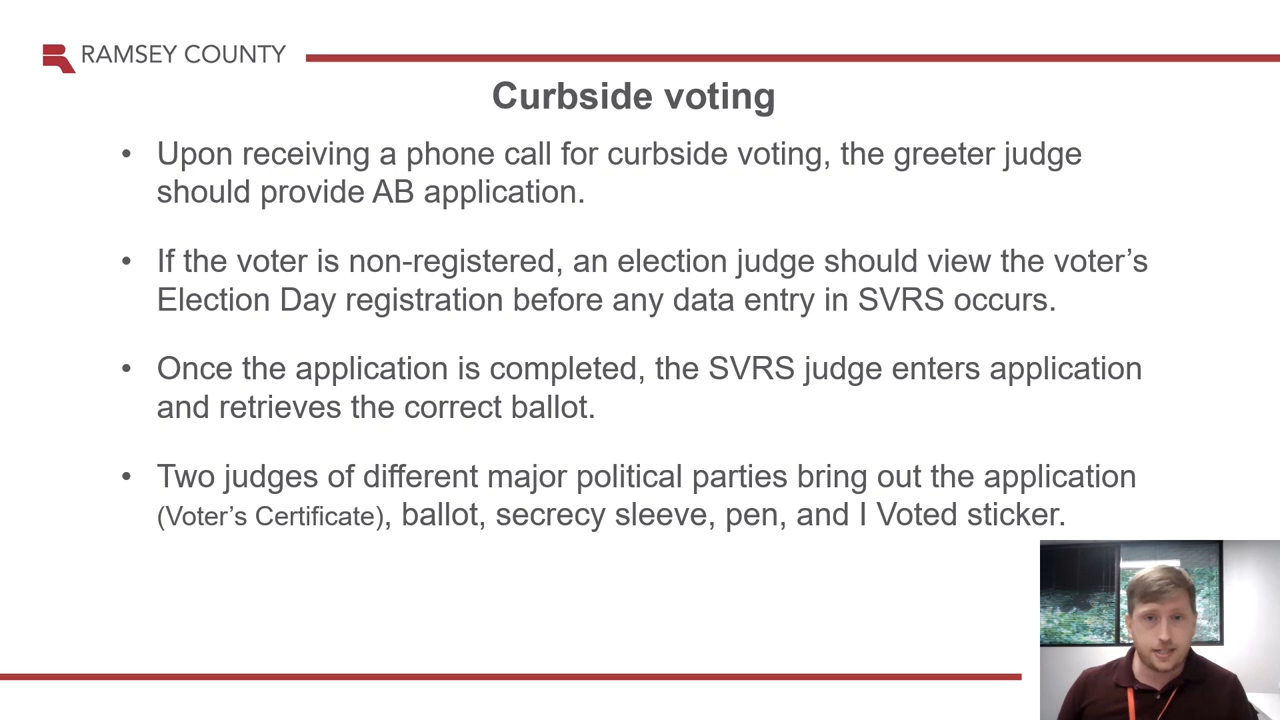 RAMSEY COUNTY
Curbside voting
• Upon receiving a phone call for curbside voting, the greeter judge
should provide AB application.
• If the voter is non-registered, an election judge should view the voter’s
Election Day registration before any data entry in SVRS occurs.
• Once the application is completed, the SVRS judge enters application
and retrieves the correct ballot.
• Two judges of different major political parties bring out the application
(Voter’s Certificate), ballot, secrecy sleeve, pen, and I Voted sticker.